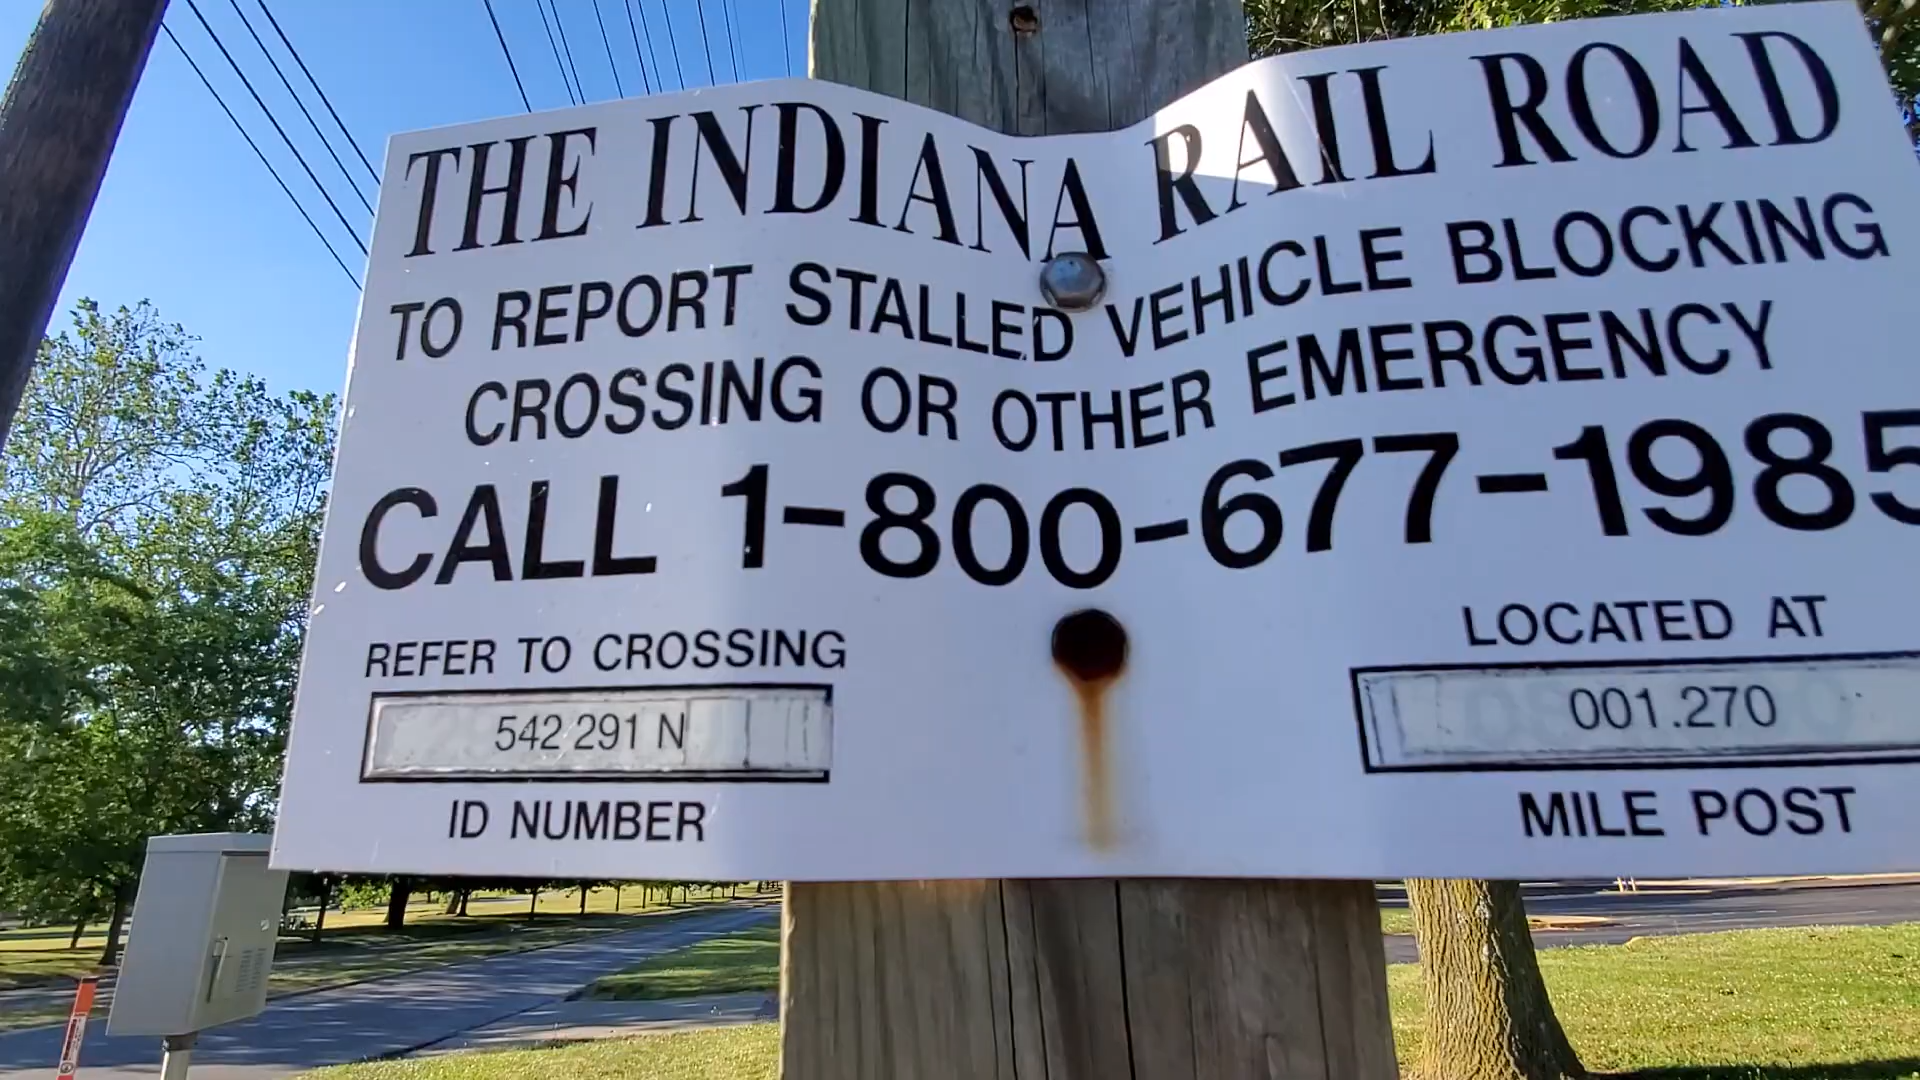 THE INDIANA RAIL ROAD
TO REPORT STALLED VEHICLE BLOCKING
CROSSING OR OTHER EMERGENCY
CALL 1-800-677-1985
REFER TO CROSSING
542 291 N
ID NUMBER
LOCATED AT
001.270
MILE POST